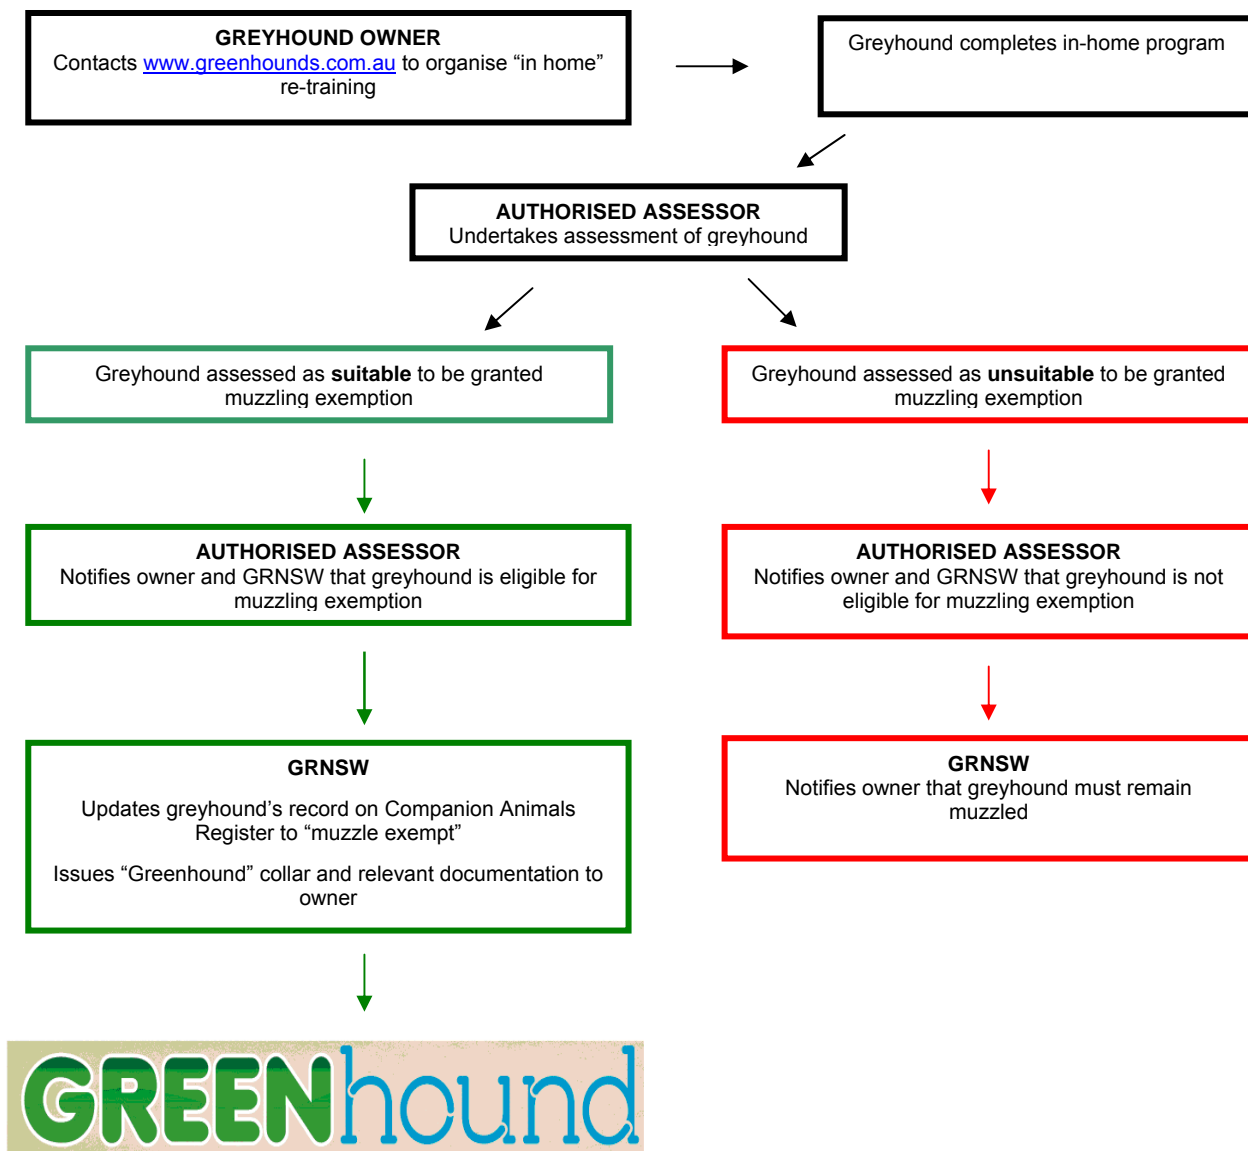 GREYHOUND OWNER
Contacts www.greenhounds.com.au to organise “in home”
re-training
Greyhound completes in-home program
AUTHORISED ASSESSOR
Undertakes assessment of greyhound
Greyhound assessed as suitable to be granted
muzzling exemption
Greyhound assessed as unsuitable to be granted
muzzling exemption
AUTHORISED ASSESSOR
Notifies owner and GRNSW that greyhound is eligible for
muzzling exemption
AUTHORISED ASSESSOR
Notifies owner and GRNSW that greyhound is not
eligible for muzzling exemption
GRNSW
Updates greyhound’s record on Companion Animals
Register to “muzzle exempt”
Issues “Greenhound” collar and relevant documentation to
owner
GRNSW
Notifies owner that greyhound must remain
muzzled
GREENhound